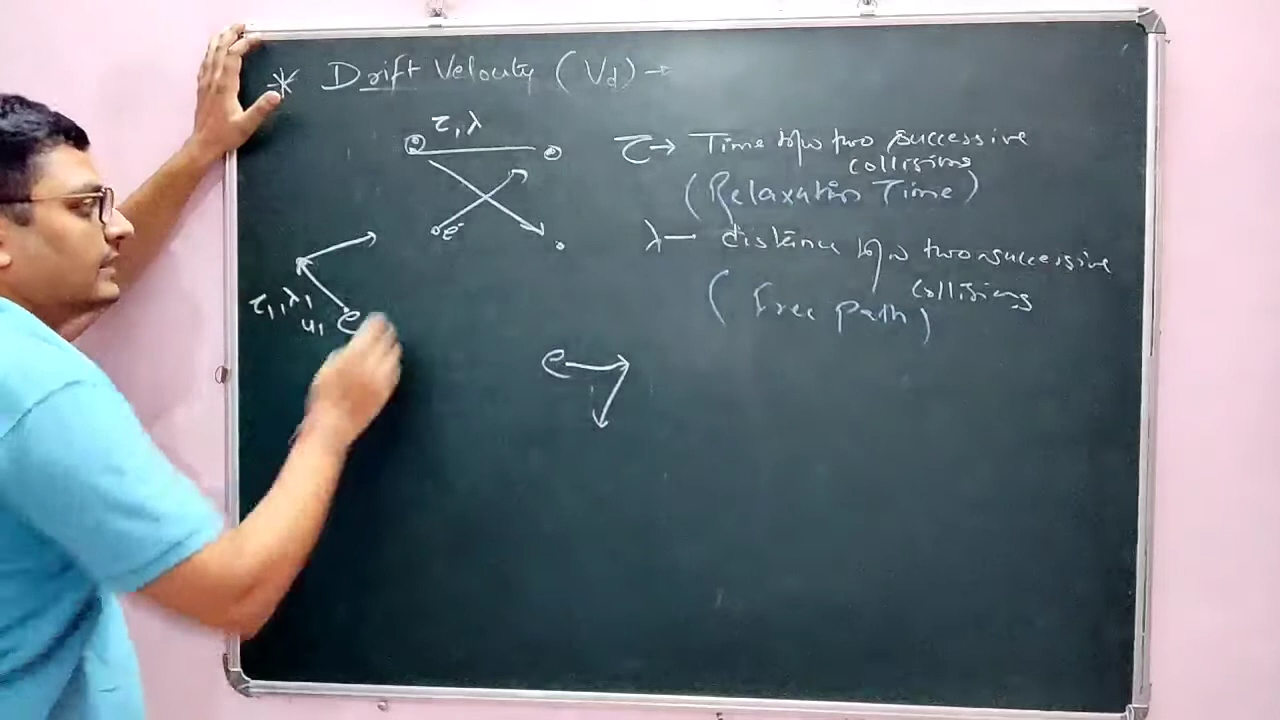 * Drift Velocity (Vd) →
τ, λ
τ → Time b/w two successive
collisions
(Relaxation Time)
e⁻
λ — distance b/w two successive
collisions
(Free path)
τ₁, λ₁
u₁ e
e